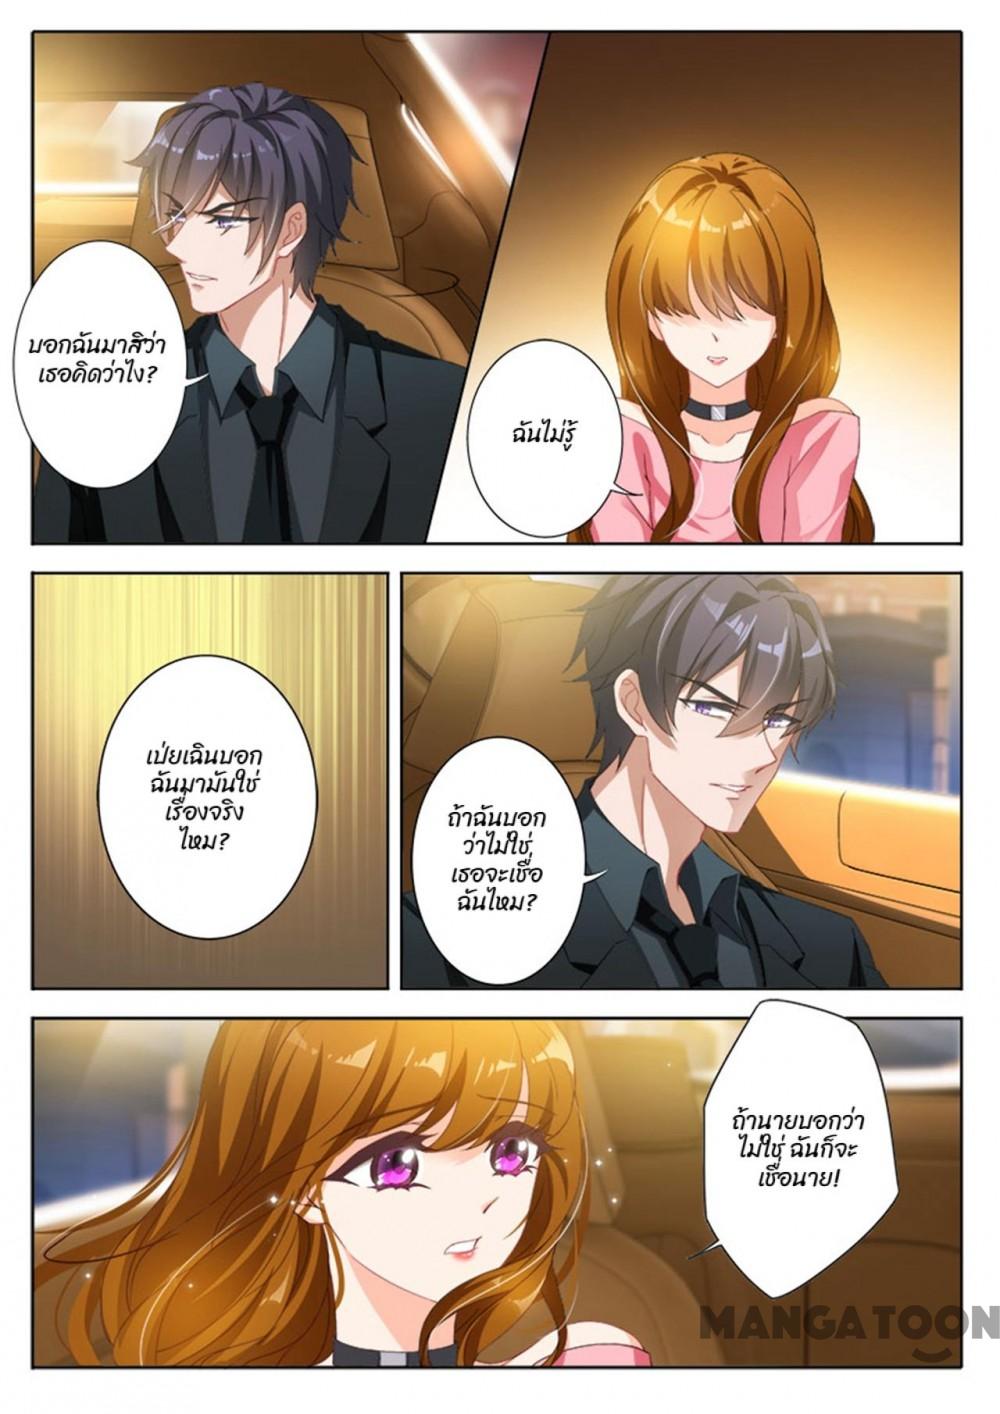 บอกฉันมาสิว่า
เธอคิดว่าไง?
ฉันไม่รู้
เป่ยเฉินบอก
ฉันมามันใช่
เรื่องจริง
ไหม?
ถ้าฉันบอก
ว่าไม่ใช่
เธอจะเชื่อ
ฉันไหม?
ถ้านายบอกว่า
ไม่ใช่ ฉันก็จะ
เชื่อนาย!
MANGATOON